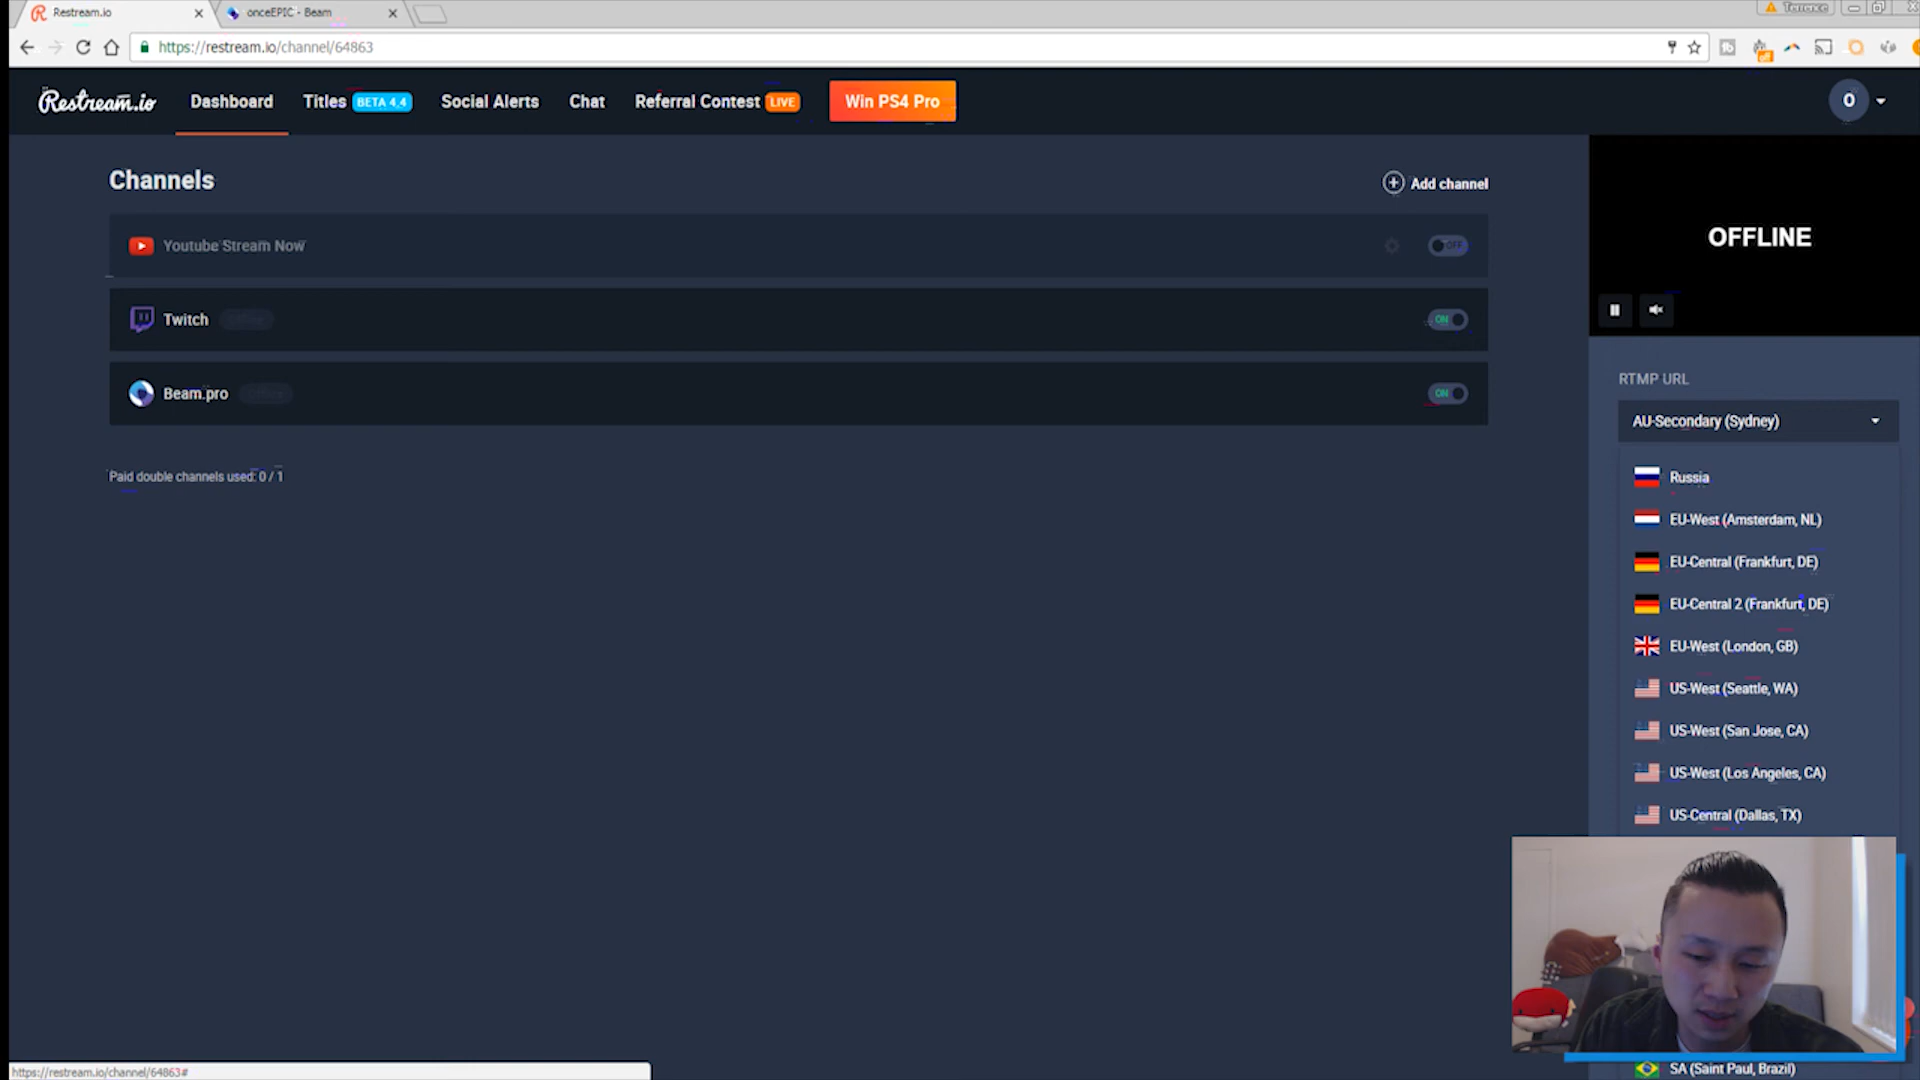 Restream.io
onceEPIC - Beam
Terrence
https://restream.io/channel/64863
Restream.io
Dashboard
Titles BETA 4.4
Social Alerts
Chat
Referral Contest LIVE
Win PS4 Pro
O
Channels
Add channel
Youtube Stream Now
OFF
Twitch
ON
Beam.pro
ON
Paid double channels used: 0 / 1
OFFLINE
RTMP URL
AU-Secondary (Sydney)
Russia
EU-West (Amsterdam, NL)
EU-Central (Frankfurt, DE)
EU-Central 2 (Frankfurt, DE)
EU-West (London, GB)
US-West (Seattle, WA)
US-West (San Jose, CA)
US-West (Los Angeles, CA)
US-Central (Dallas, TX)
SA (Saint Paul, Brazil)
https://restream.io/channel/64863#